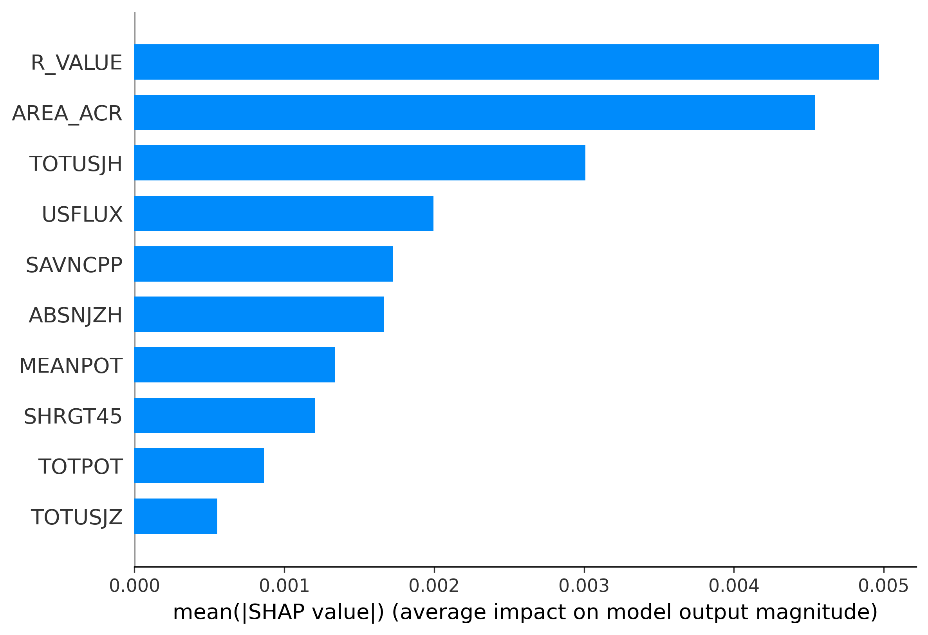 R_VALUE
AREA_ACR
TOTUSJH
USFLUX
SAVNCPP
ABSNJZH
MEANPOT
SHRGT45
TOTPOT
TOTUSJZ
0.000 0.001 0.002 0.003 0.004 0.005
mean(|SHAP value|) (average impact on model output magnitude)